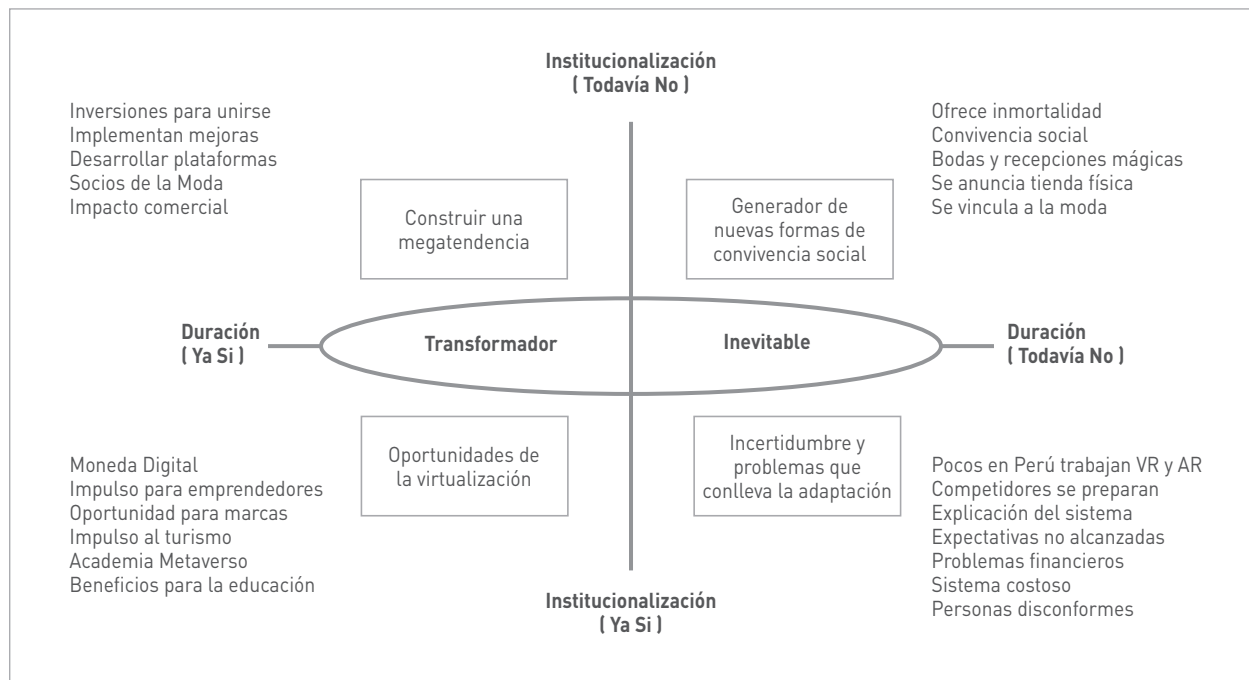 Institucionalización
( Todavía No )
Inversiones para unirse
Implementan mejoras
Desarrollar plataformas
Socios de la Moda
Impacto comercial
Construir una
megatendencia
Generador de
nuevas formas de
convivencia social
Ofrece inmortalidad
Convivencia social
Bodas y recepciones mágicas
Se anuncia tienda física
Se vincula a la moda
Duración
( Ya Si )
Transformador
Inevitable
Duración
( Todavía No )
Moneda Digital
Impulso para emprendedores
Oportunidad para marcas
Impulso al turismo
Academia Metaverso
Beneficios para la educación
Oportunidades de
la virtualización
Incertidumbre y
problemas que
conlleva la adaptación
Pocos en Perú trabajan VR y AR
Competidores se preparan
Explicación del sistema
Expectativas no alcanzadas
Problemas financieros
Sistema costoso
Personas disconformes
Institucionalización
( Ya Si )